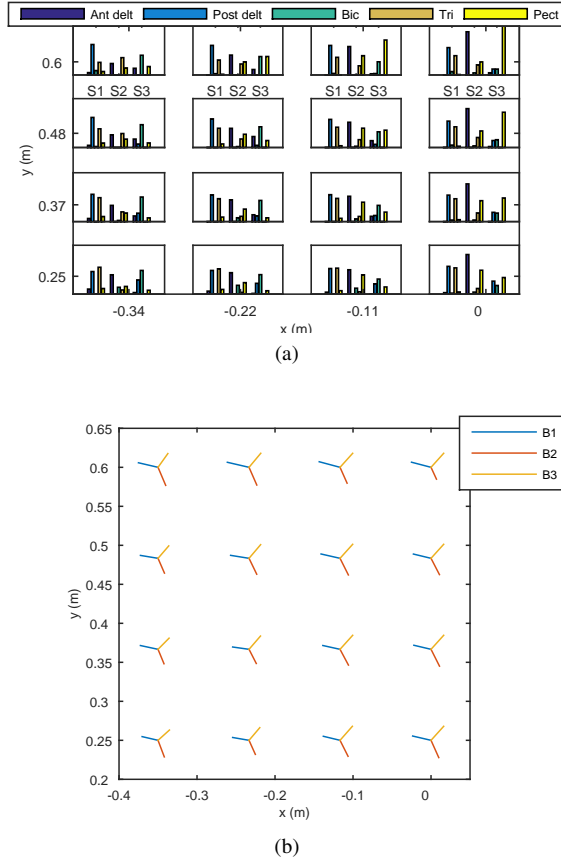 Ant delt Post delt Bic Tri Pect
0.6
S1 S2 S3 S1 S2 S3 S1 S2 S3 S1 S2 S3
0.48
y (m)
0.37
0.25
-0.34 -0.22 -0.11 0
x (m)
(a)
0.65
B1
B2
B3
0.6
0.55
0.5
0.45
y (m)
0.4
0.35
0.3
0.25
0.2
-0.4 -0.3 -0.2 -0.1 0
x (m)
(b)